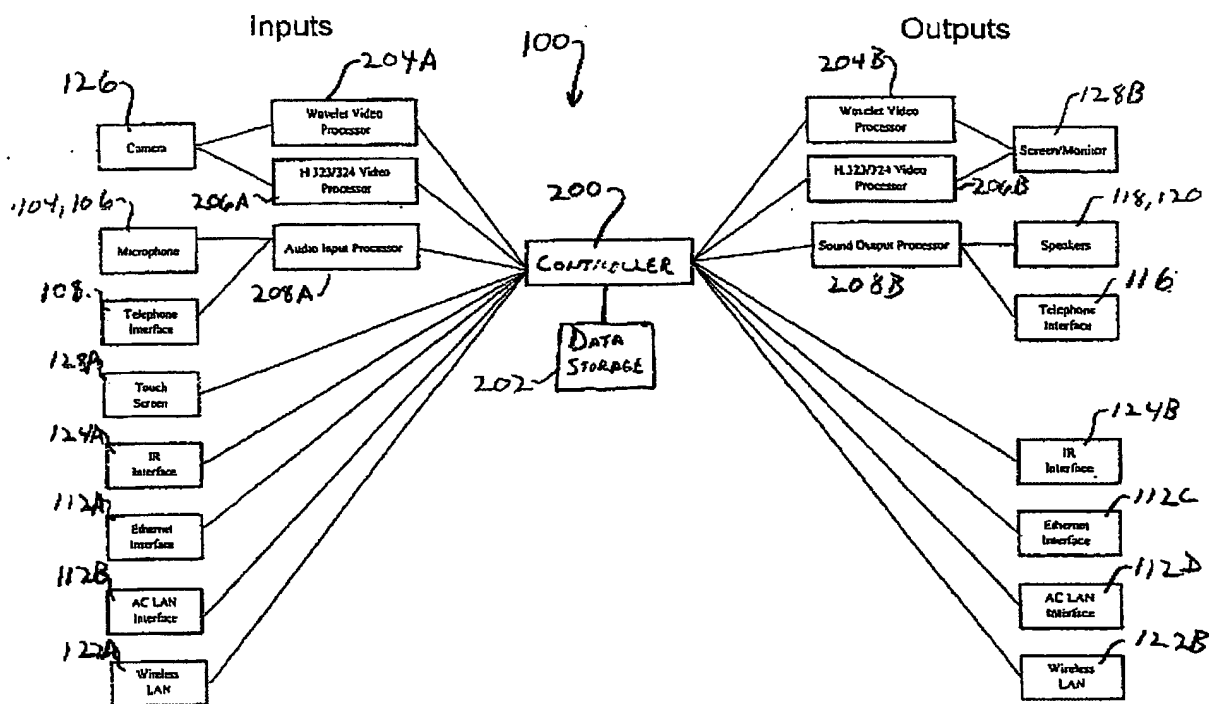 Inputs
Outputs
100
204A
204B
126
128B
Wavelet Video
Processor
Wavelet Video
Processor
Camera
Screen/Monitor
H.323/324 Video
Processor
H.323/324 Video
Processor
206A
206B
200
104, 106
118, 120
Microphone
Audio Input Processor
CONTROLLER
Sound Output Processor
Speakers
208A
208B
108
116
Telephone
Interface
Telephone
Interface
DATA
STORAGE
202
128A
Touch
Screen
124A
124B
IR
Interface
IR
Interface
112A
112C
Ethernet
Interface
Ethernet
Interface
112B
112D
AC LAN
Interface
AC LAN
Interface
122A
122B
Wireless
LAN
Wireless
LAN